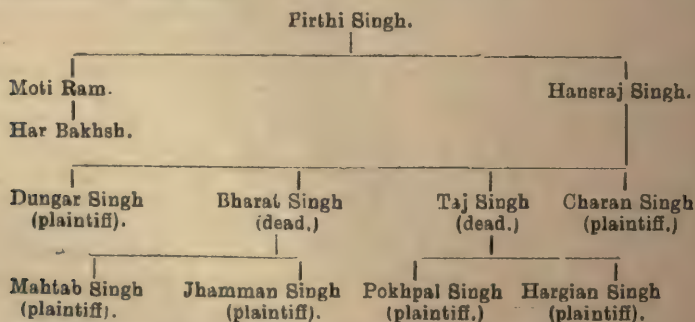 Pirthi Singh.
Moti Ram. Hansraj Singh.
Har Bakhsh.
Dungar Singh Bharat Singh Taj Singh Charan Singh
(plaintiff). (dead.) (dead.) (plaintiff.)
Mahtab Singh Jhamman Singh Pokhpal Singh Hargian Singh
(plaintiff). (plaintiff). (plaintiff.) (plaintiff).